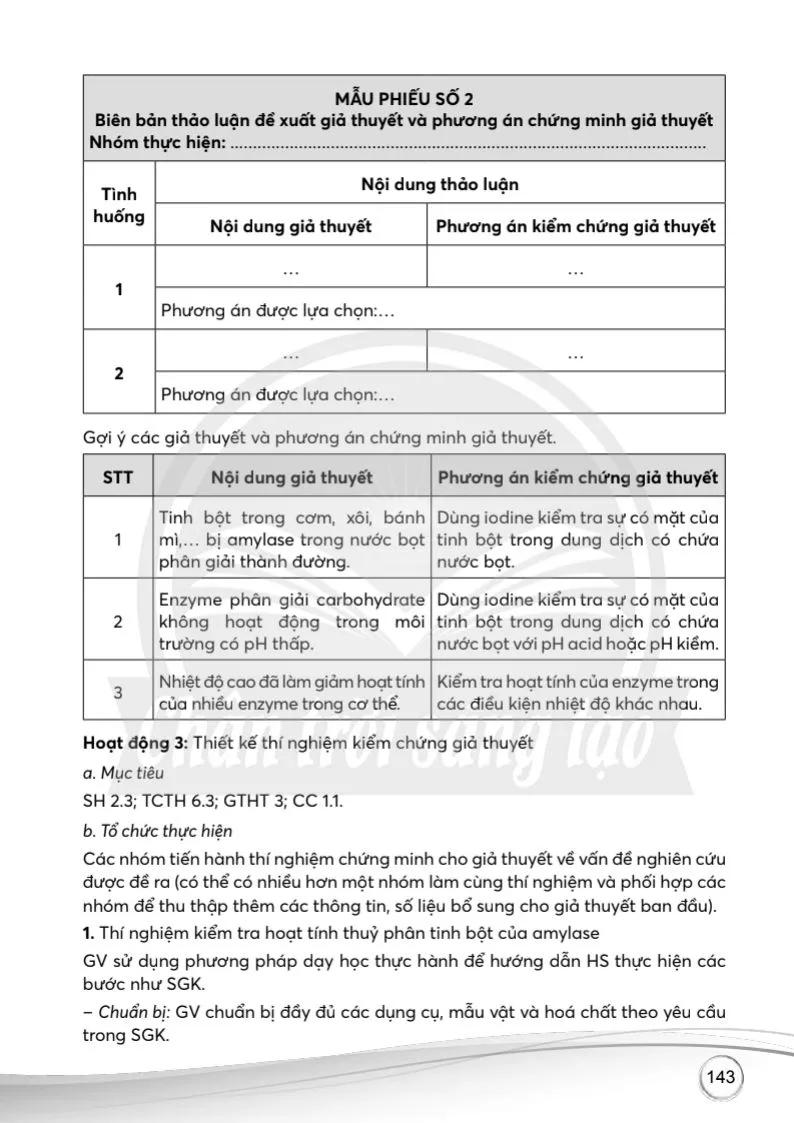 MẪU PHIẾU SỐ 2
Biên bản thảo luận đề xuất giả thuyết và phương án chứng minh giả thuyết
Nhóm thực hiện: ........................................................................................................
Tình
huống
Nội dung thảo luận
Nội dung giả thuyết
Phương án kiểm chứng giả thuyết
1
…
…
Phương án được lựa chọn:…
2
…
…
Phương án được lựa chọn:…
Gợi ý các giả thuyết và phương án chứng minh giả thuyết.
STT
Nội dung giả thuyết
Phương án kiểm chứng giả thuyết
1
Tinh bột trong cơm, xôi, bánh
mì,… bị amylase trong nước bọt
phân giải thành đường.
Dùng iodine kiểm tra sự có mặt của
tinh bột trong dung dịch có chứa
nước bọt.
2
Enzyme phân giải carbohydrate
không hoạt động trong môi
trường có pH thấp.
Dùng iodine kiểm tra sự có mặt của
tinh bột trong dung dịch có chứa
nước bọt với pH acid hoặc pH kiềm.
3
Nhiệt độ cao đã làm giảm hoạt tính
của nhiều enzyme trong cơ thể.
Kiểm tra hoạt tính của enzyme trong
các điều kiện nhiệt độ khác nhau.
Chân trời sáng tạo
Hoạt động 3: Thiết kế thí nghiệm kiểm chứng giả thuyết
a. Mục tiêu
SH 2.3; TCTH 6.3; GTHT 3; CC 1.1.
b. Tổ chức thực hiện
Các nhóm tiến hành thí nghiệm chứng minh cho giả thuyết về vấn đề nghiên cứu
được đề ra (có thể có nhiều hơn một nhóm làm cùng thí nghiệm và phối hợp các
nhóm để thu thập thêm các thông tin, số liệu bổ sung cho giả thuyết ban đầu).
1. Thí nghiệm kiểm tra hoạt tính thuỷ phân tinh bột của amylase
GV sử dụng phương pháp dạy học thực hành để hướng dẫn HS thực hiện các
bước như SGK.
– Chuẩn bị: GV chuẩn bị đầy đủ các dụng cụ, mẫu vật và hoá chất theo yêu cầu
trong SGK.
143